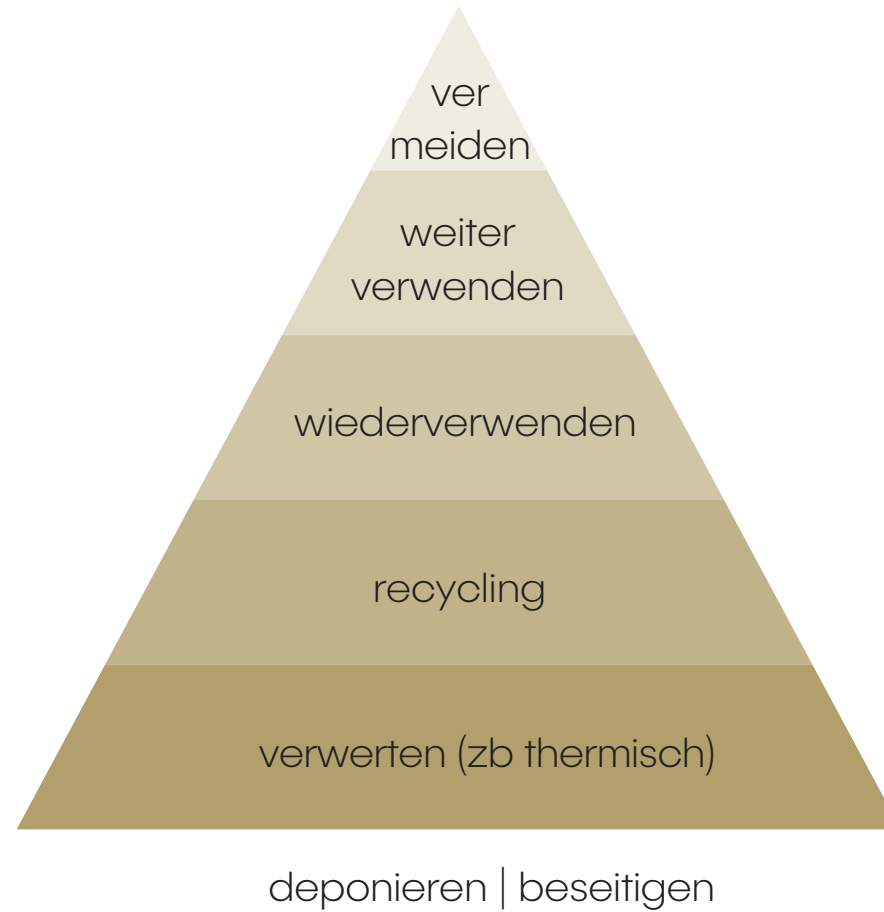 ver
meiden
weiter
verwenden
wiederverwenden
recycling
verwerten (zb thermisch)
deponieren | beseitigen